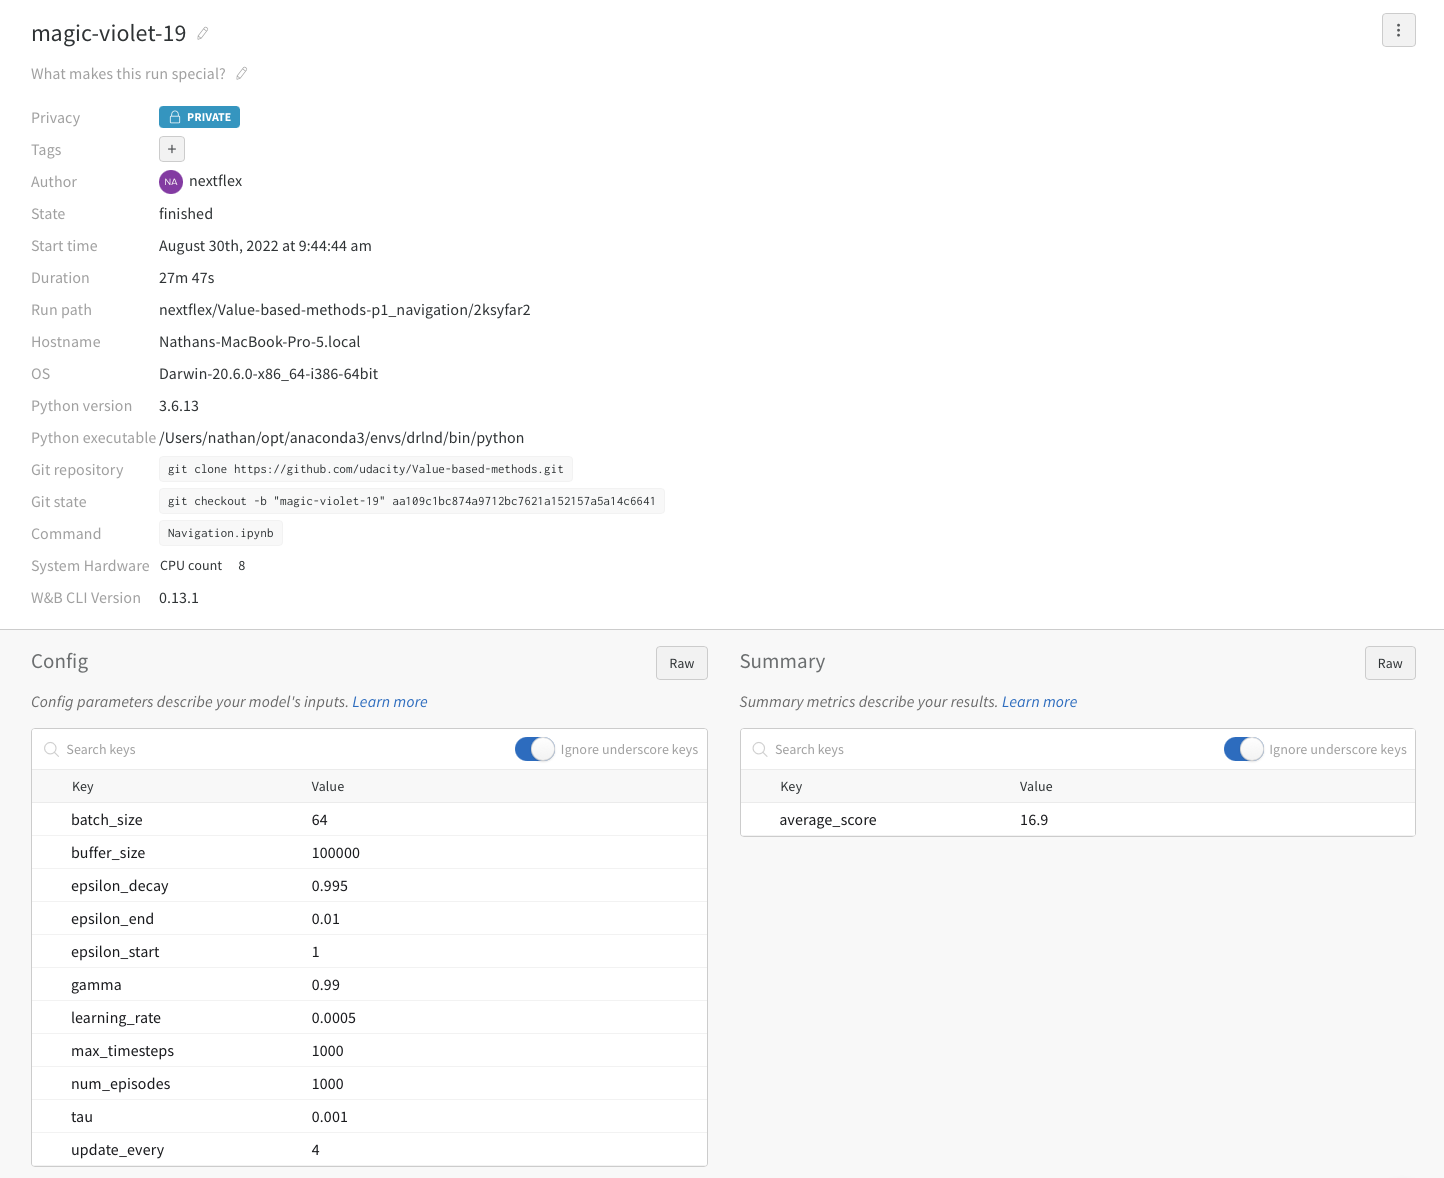 magic-violet-19
What makes this run special?
Privacy PRIVATE
Tags +
Author NA nextflex
State finished
Start time August 30th, 2022 at 9:44:44 am
Duration 27m 47s
Run path nextflex/Value-based-methods-p1_navigation/2ksyfar2
Hostname Nathans-MacBook-Pro-5.local
OS Darwin-20.6.0-x86_64-i386-64bit
Python version 3.6.13
Python executable /Users/nathan/opt/anaconda3/envs/drlnd/bin/python
Git repository git clone https://github.com/udacity/Value-based-methods.git
Git state git checkout -b "magic-violet-19" aa109c1bc874a9712bc7621a152157a5a14c6641
Command Navigation.ipynb
System Hardware CPU count 8
W&B CLI Version 0.13.1
Config Raw
Config parameters describe your model's inputs. Learn more
Search keys Ignore underscore keys
Key Value
batch_size 64
buffer_size 100000
epsilon_decay 0.995
epsilon_end 0.01
epsilon_start 1
gamma 0.99
learning_rate 0.0005
max_timesteps 1000
num_episodes 1000
tau 0.001
update_every 4
Summary Raw
Summary metrics describe your results. Learn more
Search keys Ignore underscore keys
Key Value
average_score 16.9